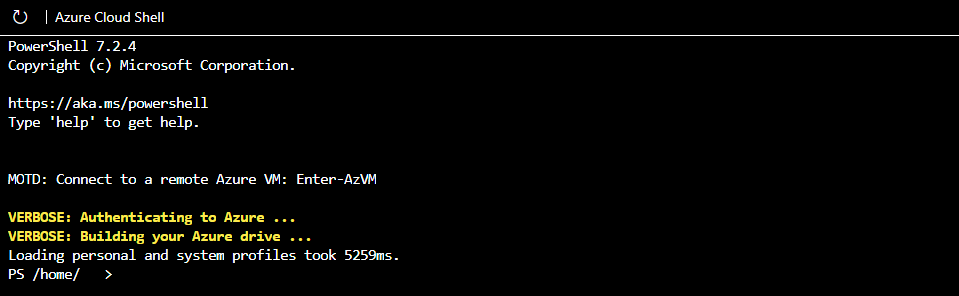 Azure Cloud Shell
PowerShell 7.2.4
Copyright (c) Microsoft Corporation.
https://aka.ms/powershell
Type 'help' to get help.
MOTD: Connect to a remote Azure VM: Enter-AzVM
VERBOSE: Authenticating to Azure ...
VERBOSE: Building your Azure drive ...
Loading personal and system profiles took 5259ms.
PS /home/   >